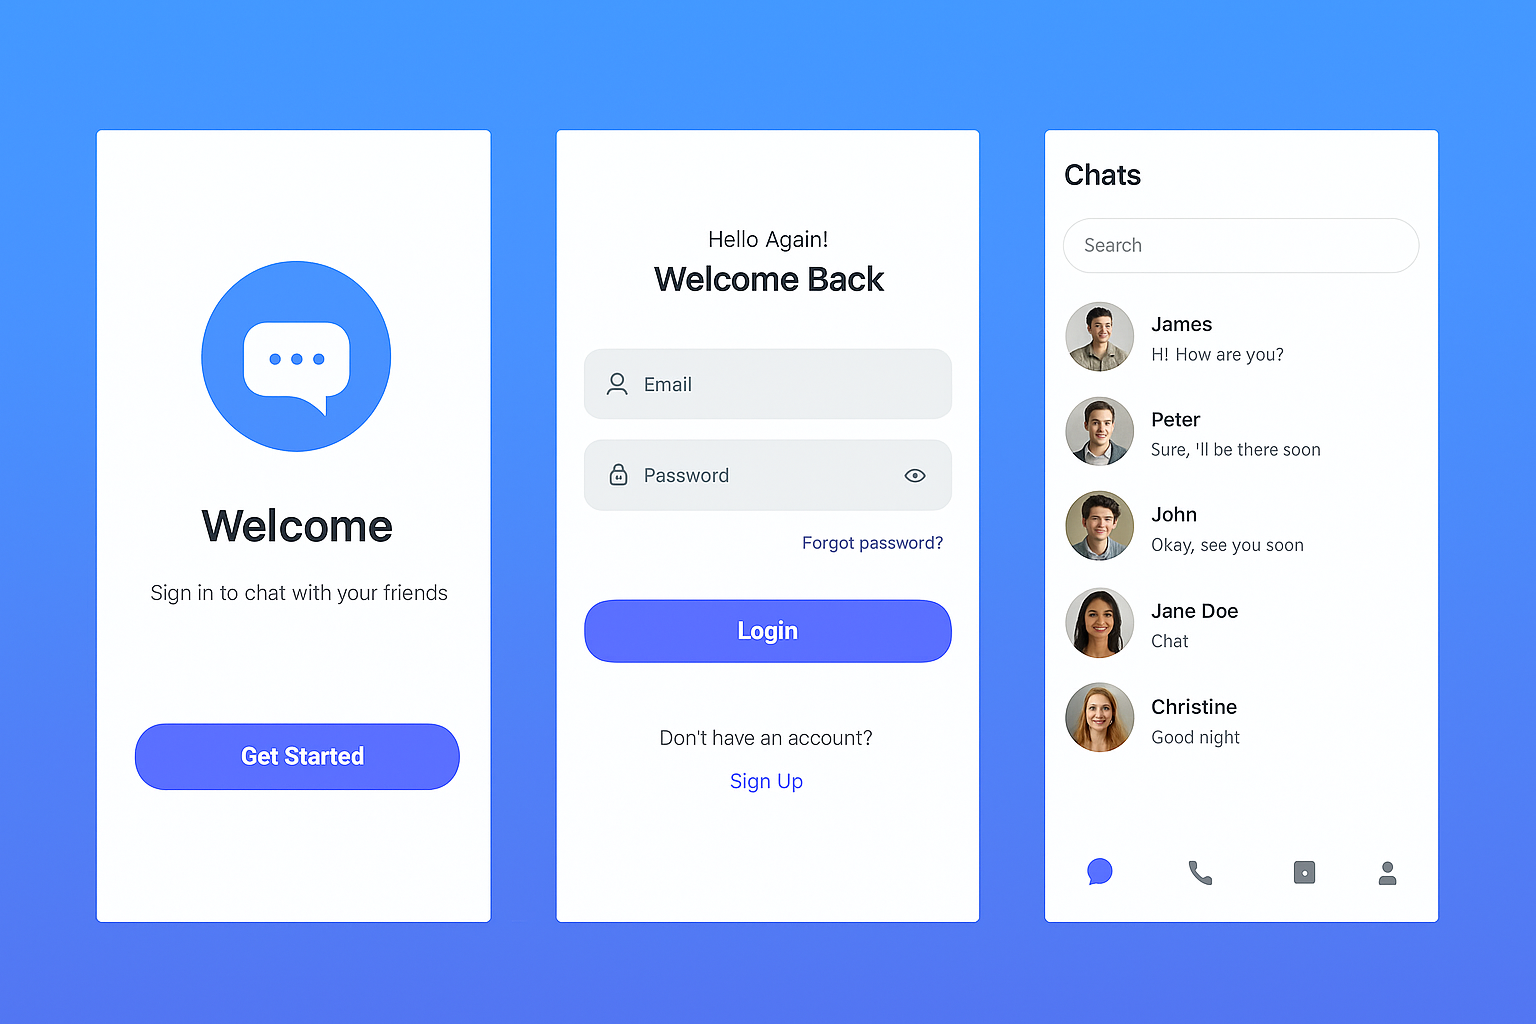 Welcome
Sign in to chat with your friends
Get Started
Hello Again!
Welcome Back
Email
Password
Forgot password?
Login
Don't have an account?
Sign Up
Chats
Search
James
H! How are you?
Peter
Sure, 'll be there soon
John
Okay, see you soon
Jane Doe
Chat
Christine
Good night